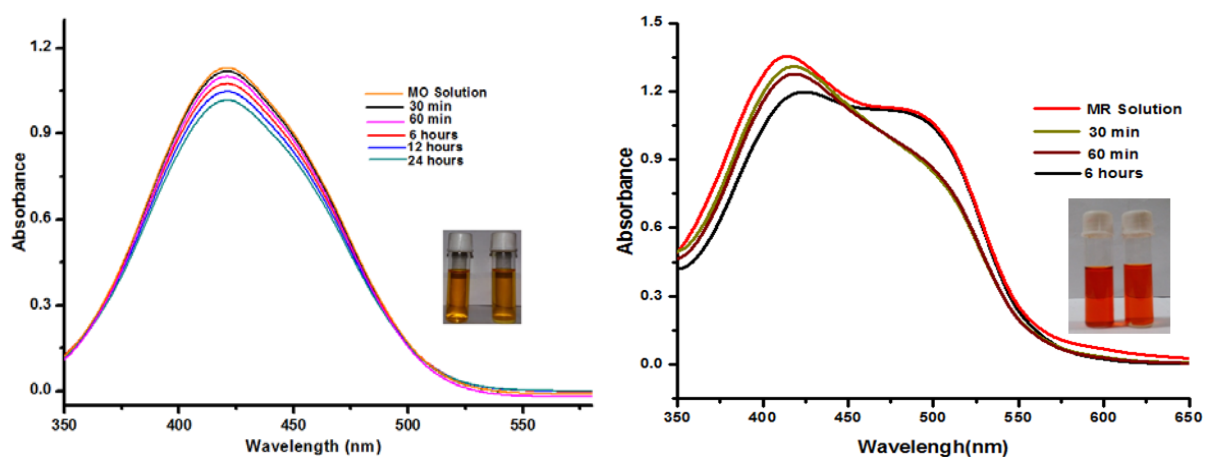 1.2
0.9
0.6
0.3
0.0
Absorbance
350
400
450
500
550
Wavelength (nm)
MO Solution
30 min
60 min
6 hours
12 hours
24 hours
1.5
1.2
0.9
0.6
0.3
0.0
Absorbance
350
400
450
500
550
600
650
Wavelengh(nm)
MR Solution
30 min
60 min
6 hours